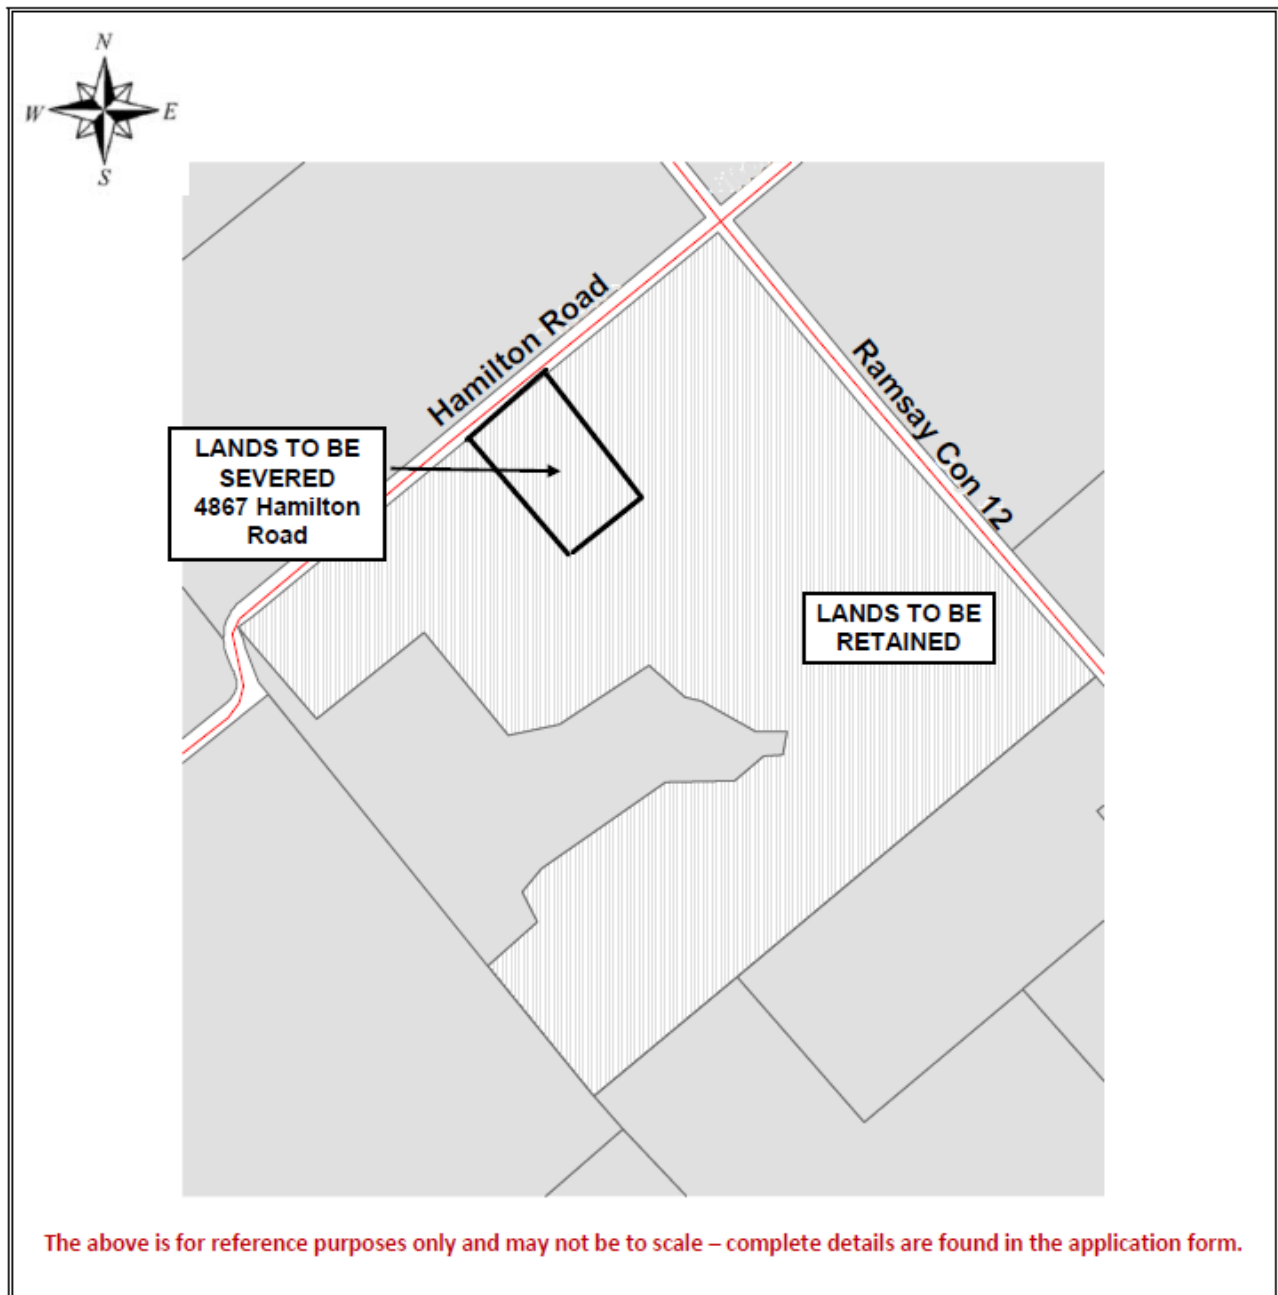 N
W
E
S
Hamilton Road
Ramsay Con 12
LANDS TO BE
SEVERED
4867 Hamilton
Road
LANDS TO BE
RETAINED
The above is for reference purposes only and may not be to scale – complete details are found in the application form.